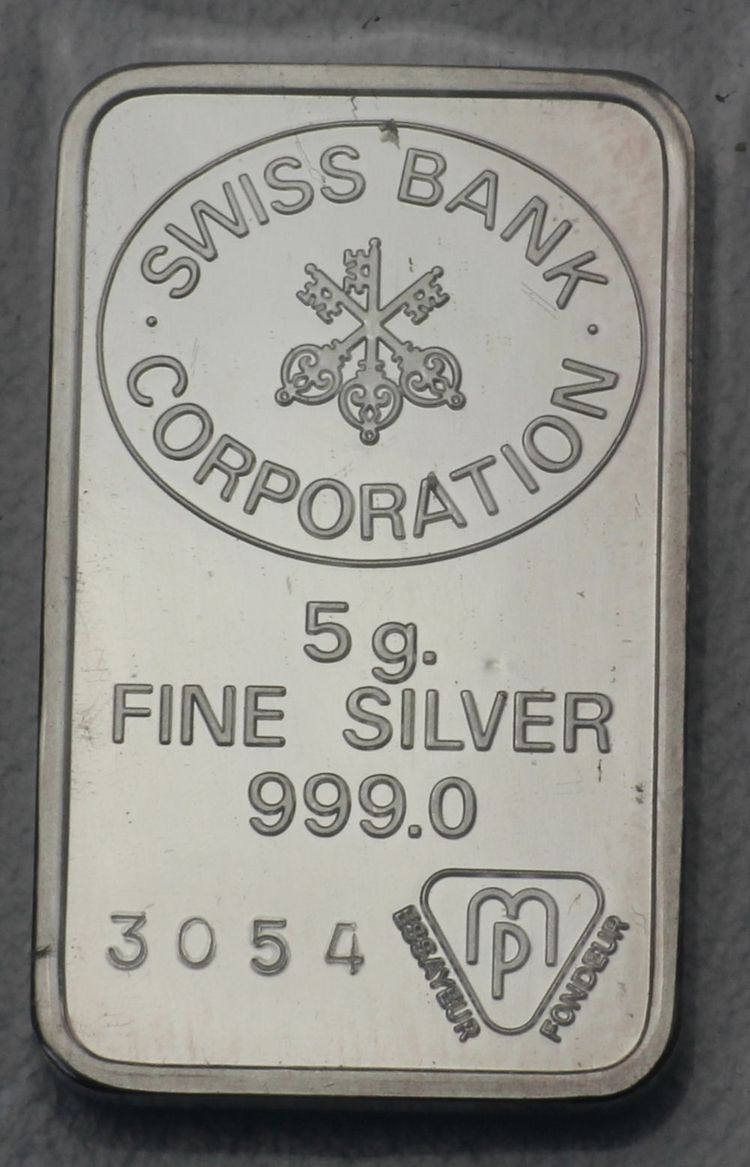 · SWISS BANK ·
CORPORATION
5 g.
FINE SILVER
999.0
3054
MP
ESSAYEUR
FONDEUR